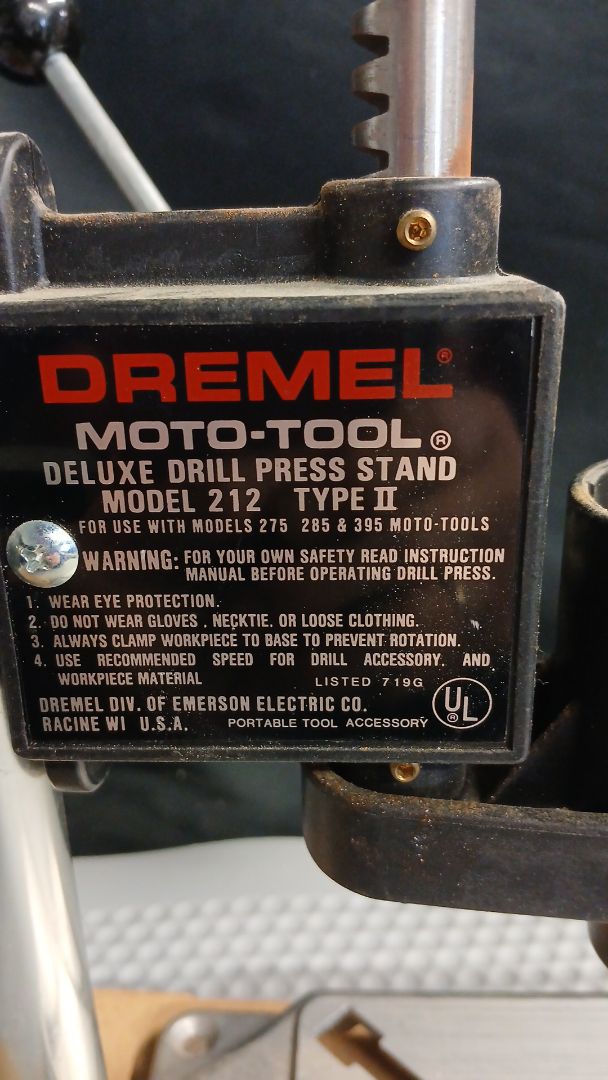 DREMEL®
MOTO-TOOL®
DELUXE DRILL PRESS STAND
MODEL 212 TYPE II
FOR USE WITH MODELS 275 285 & 395 MOTO-TOOLS
WARNING: FOR YOUR OWN SAFETY READ INSTRUCTION
MANUAL BEFORE OPERATING DRILL PRESS.
1. WEAR EYE PROTECTION.
2. DO NOT WEAR GLOVES, NECKTIE. OR LOOSE CLOTHING.
3. ALWAYS CLAMP WORKPIECE TO BASE TO PREVENT ROTATION.
4. USE RECOMMENDED SPEED FOR DRILL ACCESSORY. AND
WORKPIECE MATERIAL
LISTED 719G
DREMEL DIV. OF EMERSON ELECTRIC CO.
RACINE WI U.S.A.
PORTABLE TOOL ACCESSORY
UL®